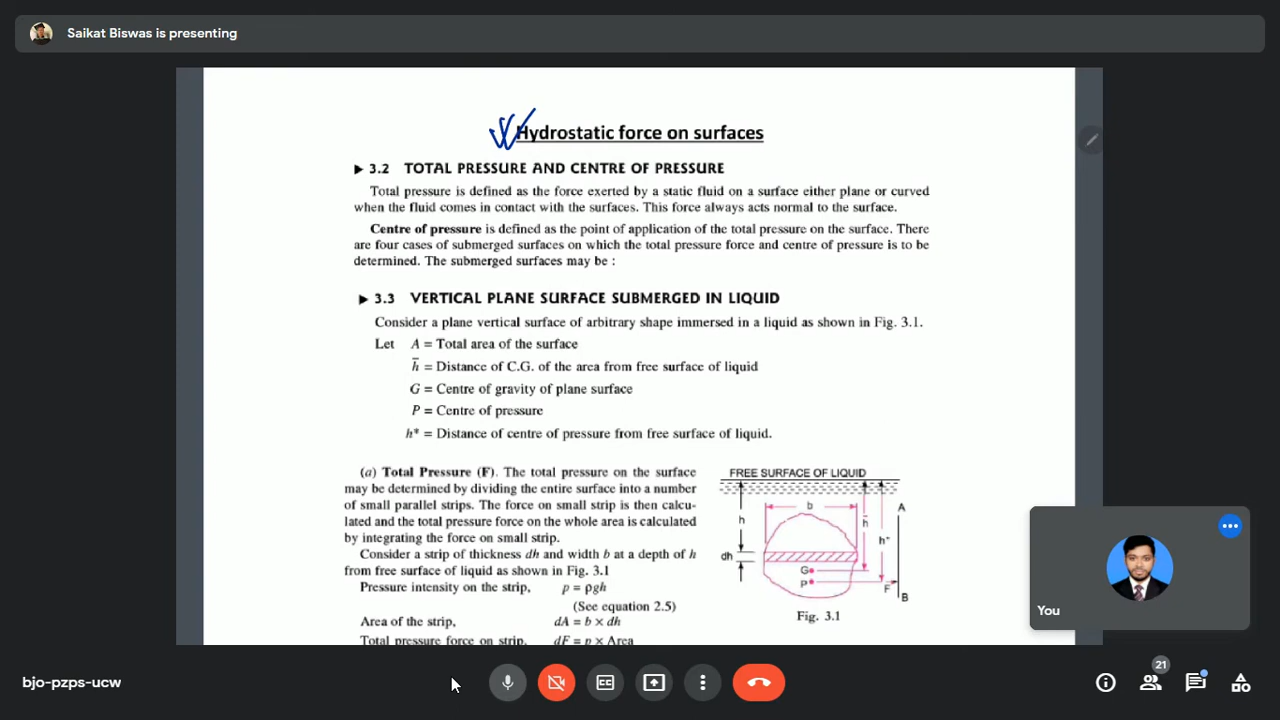 Saikat Biswas is presenting
Hydrostatic force on surfaces
▶ 3.2 TOTAL PRESSURE AND CENTRE OF PRESSURE
Total pressure is defined as the force exerted by a static fluid on a surface either plane or curved
when the fluid comes in contact with the surfaces. This force always acts normal to the surface.
Centre of pressure is defined as the point of application of the total pressure on the surface. There
are four cases of submerged surfaces on which the total pressure force and centre of pressure is to be
determined. The submerged surfaces may be :
▶ 3.3 VERTICAL PLANE SURFACE SUBMERGED IN LIQUID
Consider a plane vertical surface of arbitrary shape immersed in a liquid as shown in Fig. 3.1.
Let A = Total area of the surface
h̄ = Distance of C.G. of the area from free surface of liquid
G = Centre of gravity of plane surface
P = Centre of pressure
h* = Distance of centre of pressure from free surface of liquid.
(a) Total Pressure (F). The total pressure on the surface
may be determined by dividing the entire surface into a number
of small parallel strips. The force on small strip is then calcu-
lated and the total pressure force on the whole area is calculated
by integrating the force on small strip.
Consider a strip of thickness dh and width b at a depth of h
from free surface of liquid as shown in Fig. 3.1
Pressure intensity on the strip, p = ρgh
(See equation 2.5)
Area of the strip, dA = b × dh
Total pressure force on strip, dF = p × Area
FREE SURFACE OF LIQUID
b
h
h̄
h*
A
dh
G
P
F
B
Fig. 3.1
You
bjo-pzps-ucw
21